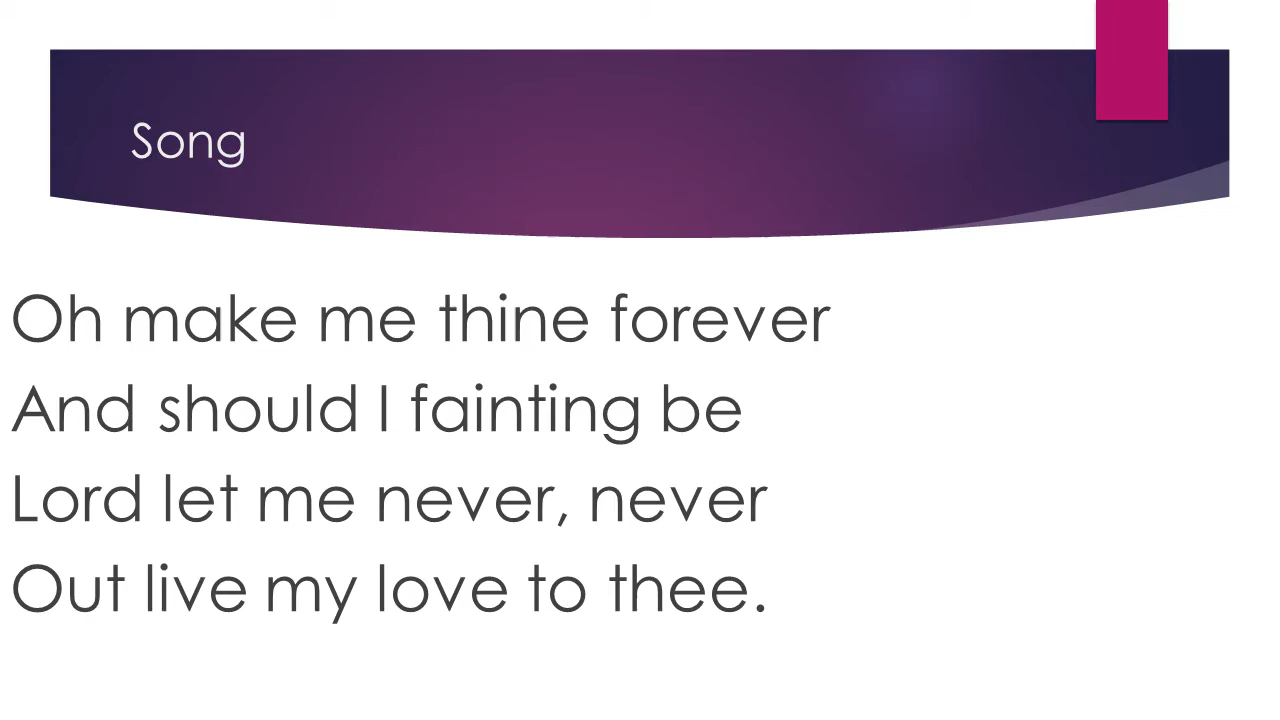 Song
Oh make me thine forever
And should I fainting be
Lord let me never, never
Out live my love to thee.